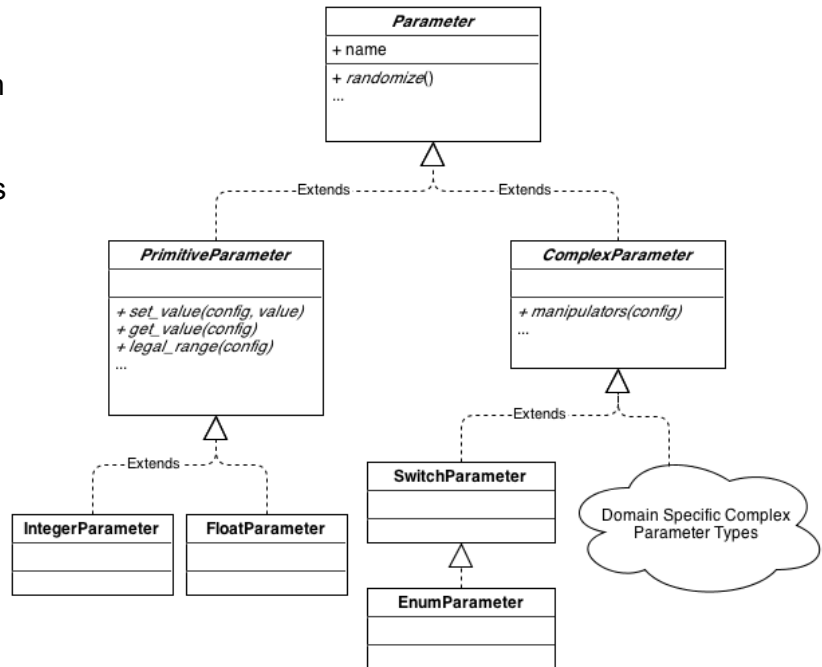 Parameter
+ name
+ randomize()
...
n
s
Extends
Extends
PrimitiveParameter
+ set_value(config, value)
+ get_value(config)
+ legal_range(config)
...
ComplexParameter
+ manipulators(config)
...
Extends
Extends
IntegerParameter
FloatParameter
SwitchParameter
Domain Specific Complex
Parameter Types
EnumParameter